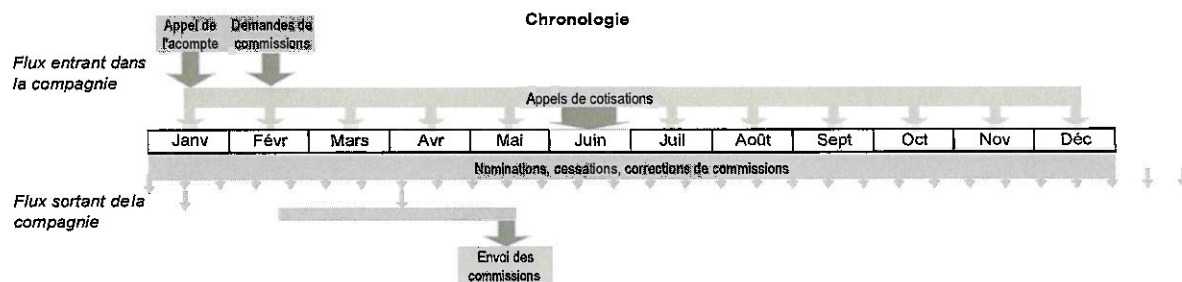 Chronologie
Appel de
l'acompte
Demandes de
commissions
Flux entrant dans
la compagnie
Appels de cotisations
Janv Févr Mars Avr Mai Juin Juil Août Sept Oct Nov Déc
Nominations, cessations, corrections de commissions
Flux sortant dela
compagnie
Envoi des
commissions